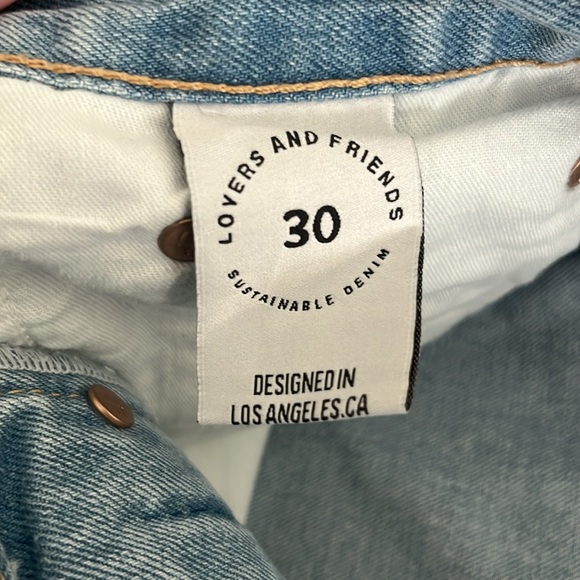 LOVERS AND FRIENDS
30
SUSTAINABLE DENIM
DESIGNED IN
LOS ANGELES.CA